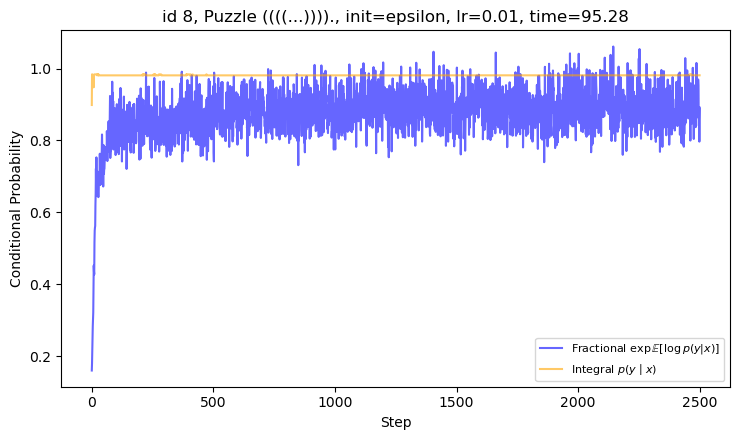 id 8, Puzzle ((((...))))., init=epsilon, lr=0.01, time=95.28
Conditional Probability
1.0
0.8
0.6
0.4
0.2
Fractional exp 𝔼[log p(y|x)]
Integral p(y | x)
0
500
1000
1500
2000
2500
Step